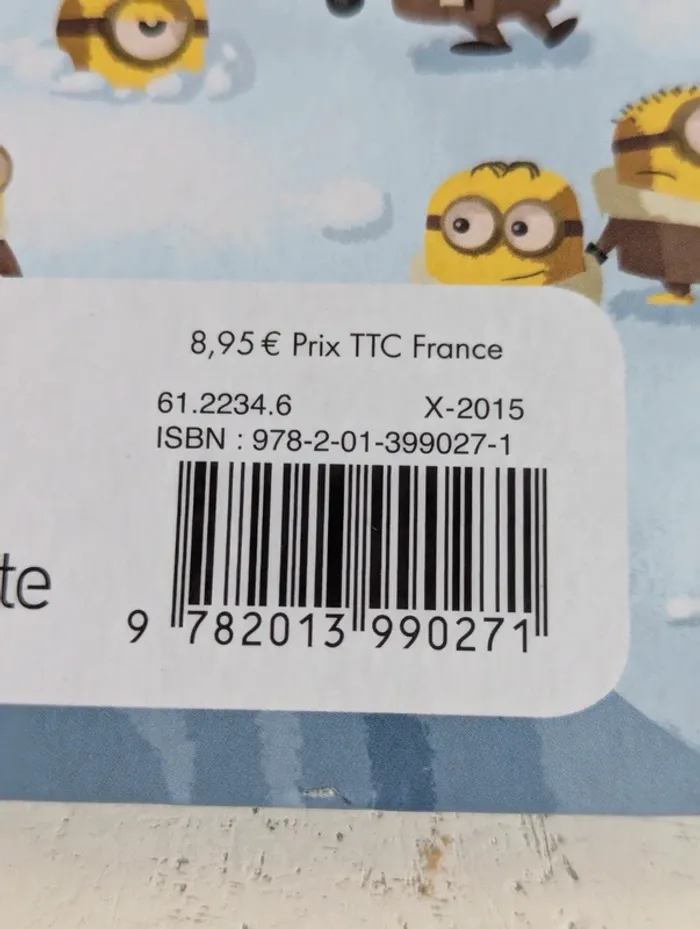 8,95 € Prix TTC France
61.2234.6 X-2015
ISBN : 978-2-01-399027-1
te
9 782013 990271